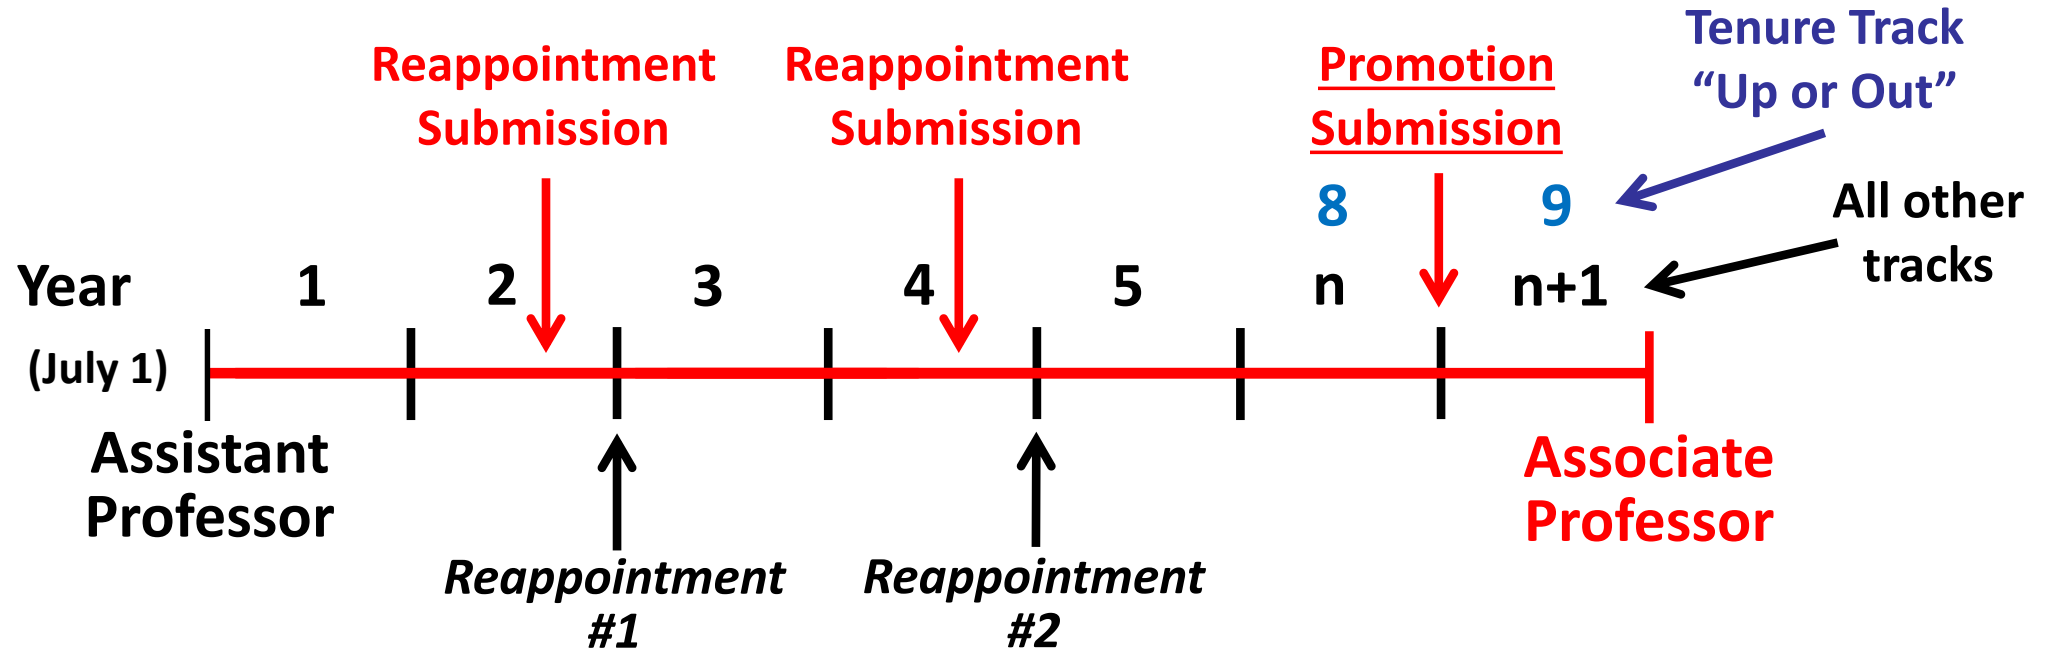 Tenure Track
“Up or Out”
Reappointment
Submission
Reappointment
Submission
Promotion
Submission
8
9
All other
tracks
Year
1
2
3
4
5
n
n+1
(July 1)
Assistant
Professor
Associate
Professor
Reappointment
#1
Reappointment
#2